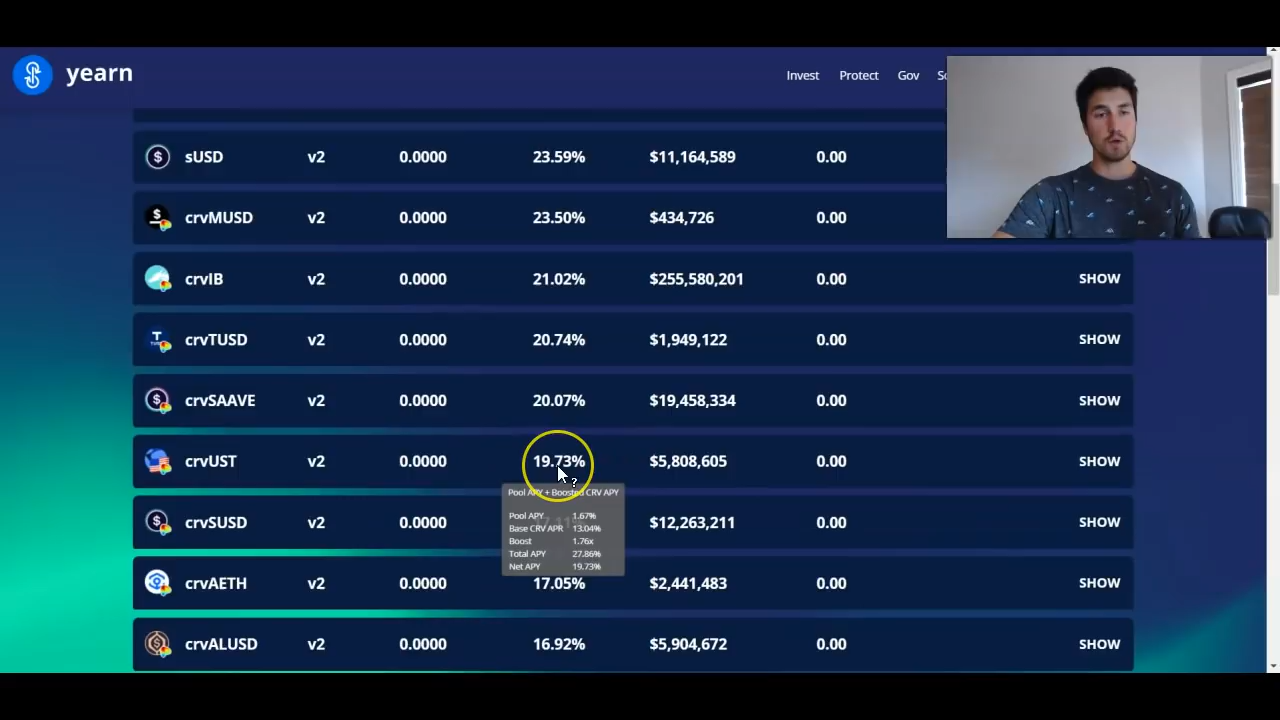 yearn
Invest Protect Gov
sUSD v2 0.0000 23.59% $11,164,589 0.00
crvMUSD v2 0.0000 23.50% $434,726 0.00
crvIB v2 0.0000 21.02% $255,580,201 0.00 SHOW
crvTUSD v2 0.0000 20.74% $1,949,122 0.00 SHOW
crvSAAVE v2 0.0000 20.07% $19,458,334 0.00 SHOW
crvUST v2 0.0000 19.73% $5,808,605 0.00 SHOW
Pool APY + Boosted CRV APY
Pool APY 1.67%
Base CRV APR 13.04%
Boost 1.76x
Total APY 27.86%
Net APY 19.73%
crvSUSD v2 0.0000 $12,263,211 0.00 SHOW
crvAETH v2 0.0000 17.05% $2,441,483 0.00 SHOW
crvALUSD v2 0.0000 16.92% $5,904,672 0.00 SHOW